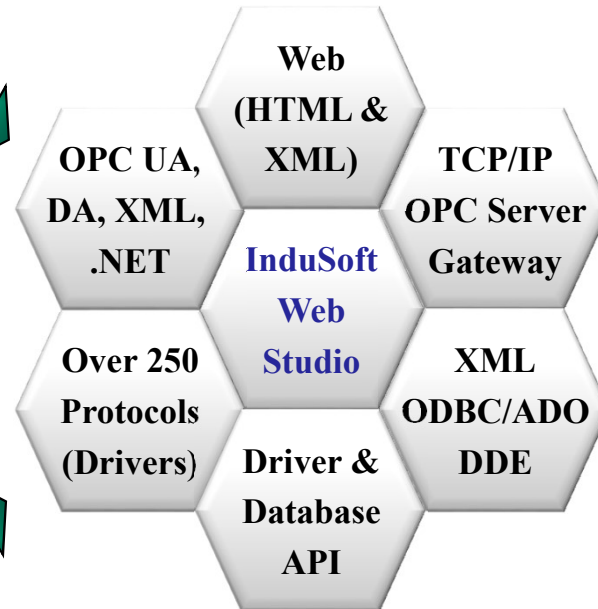 Web
(HTML &
XML)
OPC UA,
DA, XML,
.NET
TCP/IP
OPC Server
Gateway
InduSoft
Web
Studio
Over 250
Protocols
(Drivers)
XML
ODBC/ADO
DDE
Driver &
Database
API